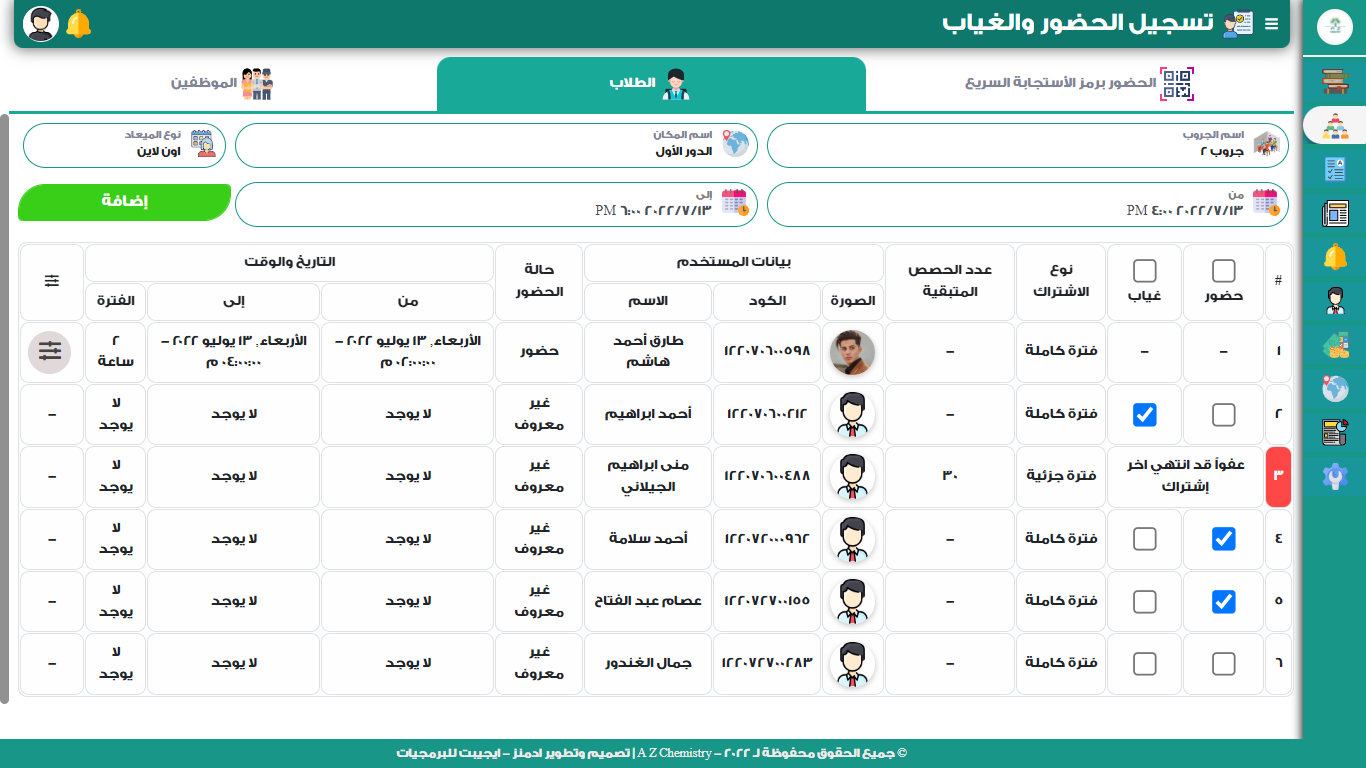 تسجيل الحضور والغياب
الحضور برمز الأستجابة السريع
الطلاب
الموظفين
اسم الجروب
جروب ٢
اسم المكان
الدور الأول
نوع الميعاد
اون لاين
من
٢٠٢٢/٧/١٣ ٤:٠٠ PM
إلى
٢٠٢٢/٧/١٣ ٦:٠٠ PM
إضافة
# حضور غياب نوع الاشتراك عدد الحصص المتبقية بيانات المستخدم حالة الحضور التاريخ والوقت
الصورة الكود الاسم من إلى الفترة
١ – – فترة كاملة – ١٢٢٠٧٠٦٠٠٥٩٨ طارق أحمد هاشم حضور الأربعاء, ١٣ يوليو ٢٠٢٢ – ٠٢:٠٠:٠٠ م الأربعاء, ١٣ يوليو ٢٠٢٢ – ٠٤:٠٠:٠٠ م ٢ ساعة
٢ فترة كاملة – ١٢٢٠٧٠٦٠٠٢١٢ أحمد ابراهيم غير معروف لا يوجد لا يوجد لا يوجد –
٣ عفواً قد انتهي اخر إشتراك فترة جزئية ٣٠ ١٢٢٠٧٠٦٠٠٤٨٨ منى ابراهيم الجيلاني غير معروف لا يوجد لا يوجد لا يوجد –
٤ فترة كاملة – ١٢٢٠٧٢٠٠٠٩٦٢ أحمد سلامة غير معروف لا يوجد لا يوجد لا يوجد –
٥ فترة كاملة – ١٢٢٠٧٢٧٠٠١٥٥ عصام عبد الفتاح غير معروف لا يوجد لا يوجد لا يوجد –
٦ فترة كاملة – ١٢٢٠٧٢٧٠٠٢٨٣ جمال الغندور غير معروف لا يوجد لا يوجد لا يوجد –
© جميع الحقوق محفوظة لـ A Z Chemistry – ٢٠٢٢ | تصميم وتطوير ادمنز – ايجيبت للبرمجيات